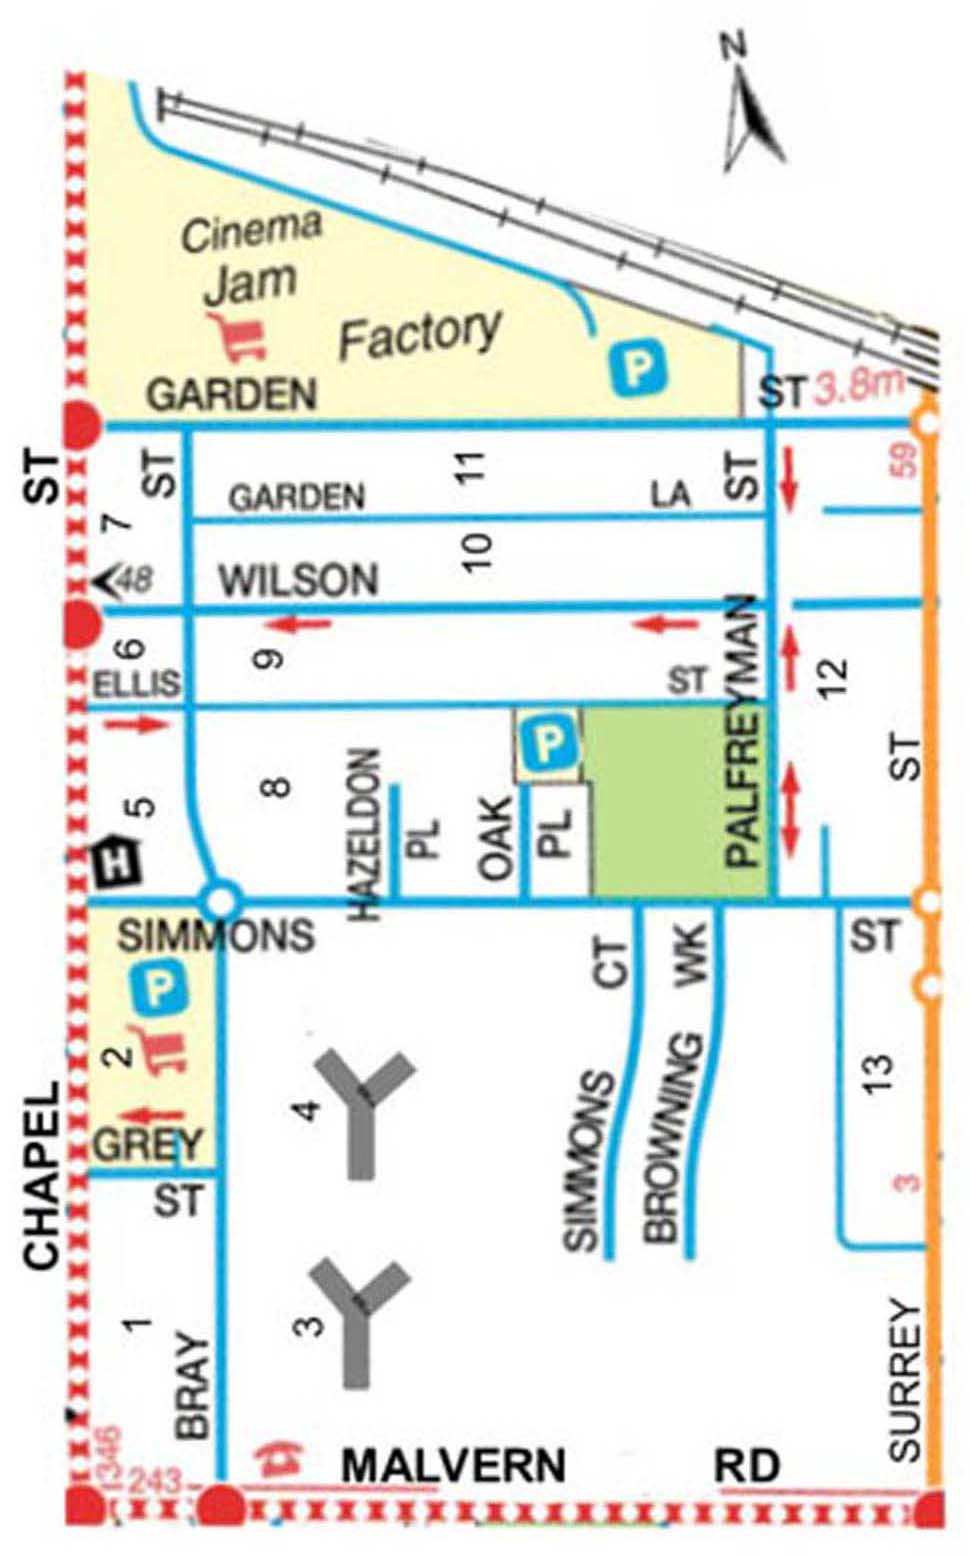 N
Cinema
Jam
Factory
P
GARDEN
ST
3.8m
ST
ST
11
ST
59
GARDEN
LA
7
10
48
WILSON
6
9
12
ELLIS
ST
PALFREYMAN
P
ST
5
8
HAZELDON
PL
OAK
PL
H
SIMMONS
ST
CT
WK
P
2
13
CHAPEL
4
SIMMONS
BROWNING
GREY
ST
3
1
3
BRAY
SURREY
346
243
MALVERN
RD